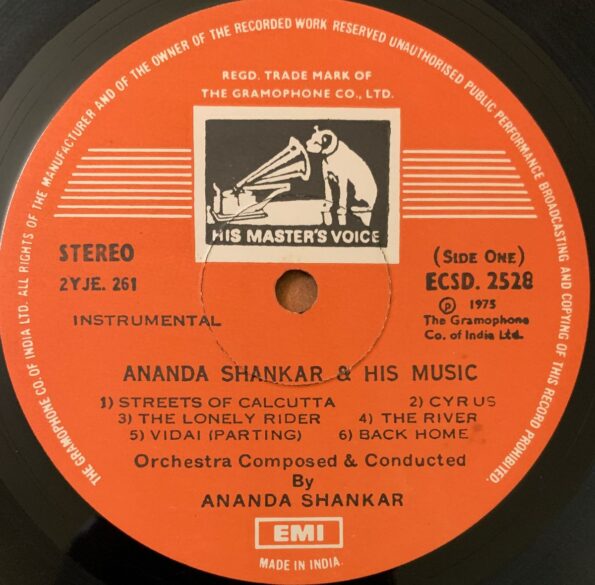 THE GRAMOPHONE CO. OF INDIA LTD. ALL RIGHTS OF THE MANUFACTURER AND OF THE OWNER OF THE RECORDED WORK RESERVED UNAUTHORISED PUBLIC PERFORMANCE BROADCASTING AND COPYING OF THIS RECORD PROHIBITED.
REGD. TRADE MARK OF
THE GRAMOPHONE CO., LTD.
HIS MASTER'S VOICE
STEREO
2YJE. 261
(SIDE ONE)
ECSD. 2528
℗ 1975
The Gramophone
Co. of India Ltd.
INSTRUMENTAL
ANANDA SHANKAR & HIS MUSIC
1) STREETS OF CALCUTTA 2) CYRUS
3) THE LONELY RIDER 4) THE RIVER
5) VIDAI (PARTING) 6) BACK HOME
Orchestra Composed & Conducted
By
ANANDA SHANKAR
EMI
MADE IN INDIA.